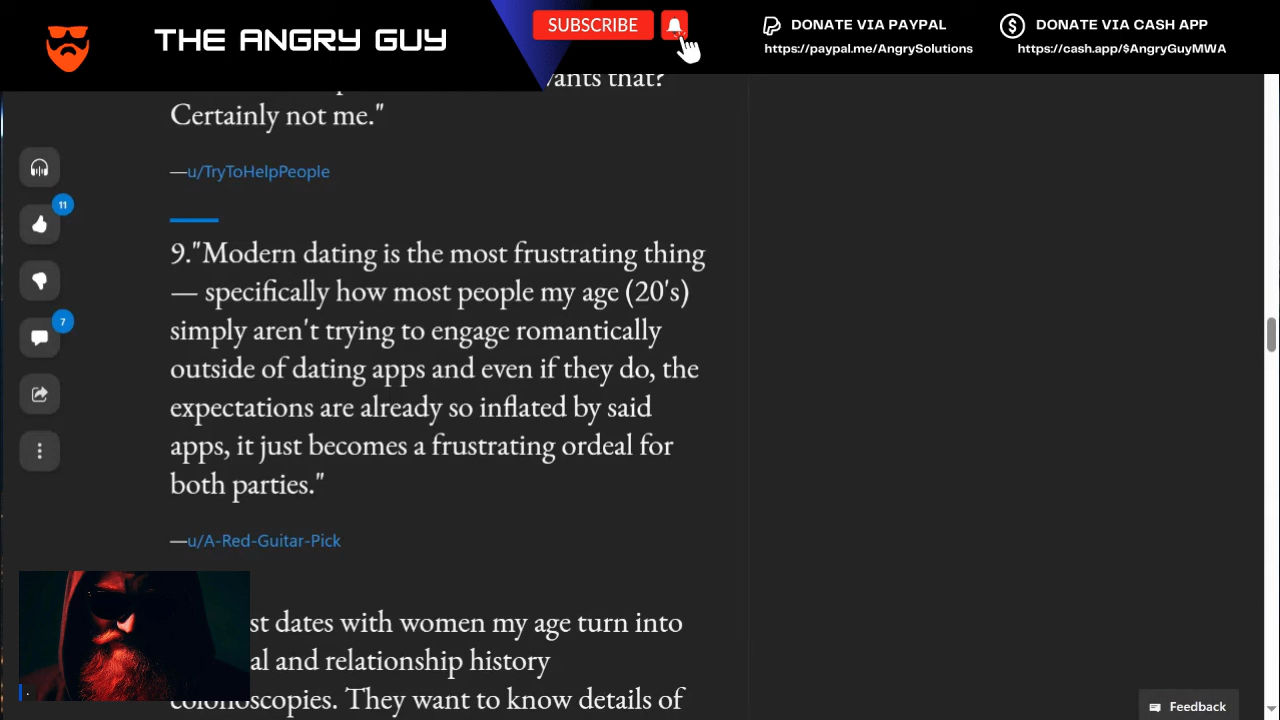 THE ANGRY GUY
SUBSCRIBE
DONATE VIA PAYPAL
https://paypal.me/AngrySolutions
DONATE VIA CASH APP
https://cash.app/$AngryGuyMWA
wants that?
Certainly not me."
—u/TryToHelpPeople
11
7
9."Modern dating is the most frustrating thing
— specifically how most people my age (20's)
simply aren't trying to engage romantically
outside of dating apps and even if they do, the
expectations are already so inflated by said
apps, it just becomes a frustrating ordeal for
both parties."
—u/A-Red-Guitar-Pick
st dates with women my age turn into
al and relationship history
colonoscopies. They want to know details of
Feedback